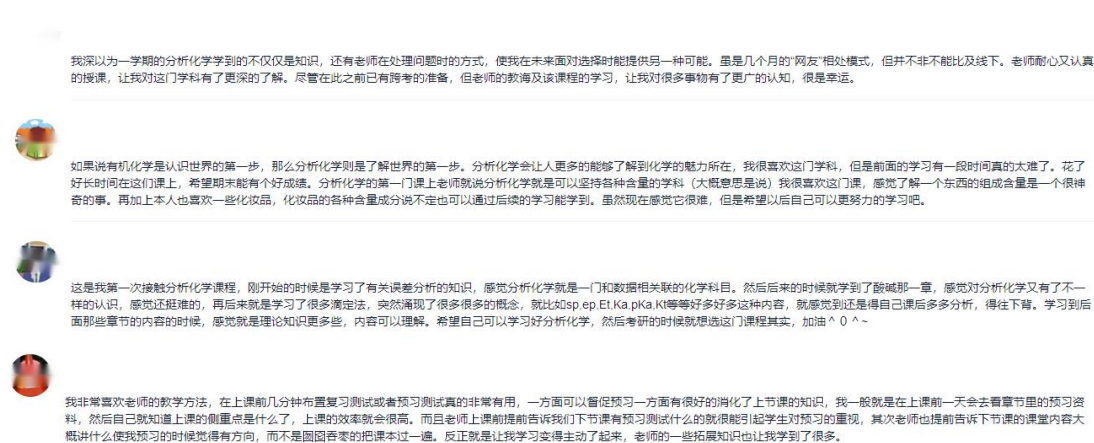 我深以为一学期的分析化学学到的不仅仅是知识，还有老师在处理问题时的方式，使我在未来面对选择时能提供另一种可能。虽是几个月的“网友”相处模式，但并不非不能比及线下。老师耐心又认真
的授课，让我对这门学科有了更深的了解。尽管在此之前已有跨考的准备，但老师的教诲及该课程的学习，让我对很多事物有了更广的认知，很是幸运。
如果说有机化学是认识世界的第一步，那么分析化学则是了解世界的第一步。分析化学会让人更多的能够了解到化学的魅力所在，我很喜欢这门学科，但是前面的学习有一段时间真的太难了。花了
好长时间在这们课上，希望期末能有个好成绩。分析化学的第一门课上老师就说分析化学就是可以坚持各种含量的学科（大概意思是说）我很喜欢这门课，感觉了解一个东西的组成含量是一个很神
奇的事。再加上本人也喜欢一些化妆品，化妆品的各种含量成分说不定也可以通过后续的学习能学到。虽然现在感觉它很难，但是希望以后自己可以更努力的学习吧。
这是我第一次接触分析化学课程，刚开始的时候是学习了有关误差分析的知识，感觉分析化学就是一门和数据相关联的化学科目。然后后来的时候就学到了酸碱那一章，感觉对分析化学又有了不一
样的认识，感觉还挺难的，再后来就是学习了很多滴定法，突然涌现了很多很多的概念，就比如sp,ep,Et,Ka,pKa,Kt等等好多好多这种内容，就感觉到还是得自己课后多多分析，得往下背。学习到后
面那些章节的内容的时候，感觉就是理论知识更多些，内容可以理解。希望自己可以学习好分析化学，然后考研的时候就想选这门课程其实，加油＾０＾~
我非常喜欢老师的教学方法，在上课前几分钟布置复习测试或者预习测试真的非常有用，一方面可以督促预习一方面有很好的消化了上节课的知识，我一般就是在上课前一天会去看章节里的预习资
料，然后自己就知道上课的侧重点是什么了，上课的效率就会很高。而且老师上课前提前告诉我们下节课有预习测试什么的就很能引起学生对预习的重视，其次老师也提前告诉下节课的课堂内容大
概讲什么使我预习的时候觉得有方向，而不是囫囵吞枣的把课本过一遍。反正就是让我学习变得主动了起来，老师的一些拓展知识也让我学到了很多。